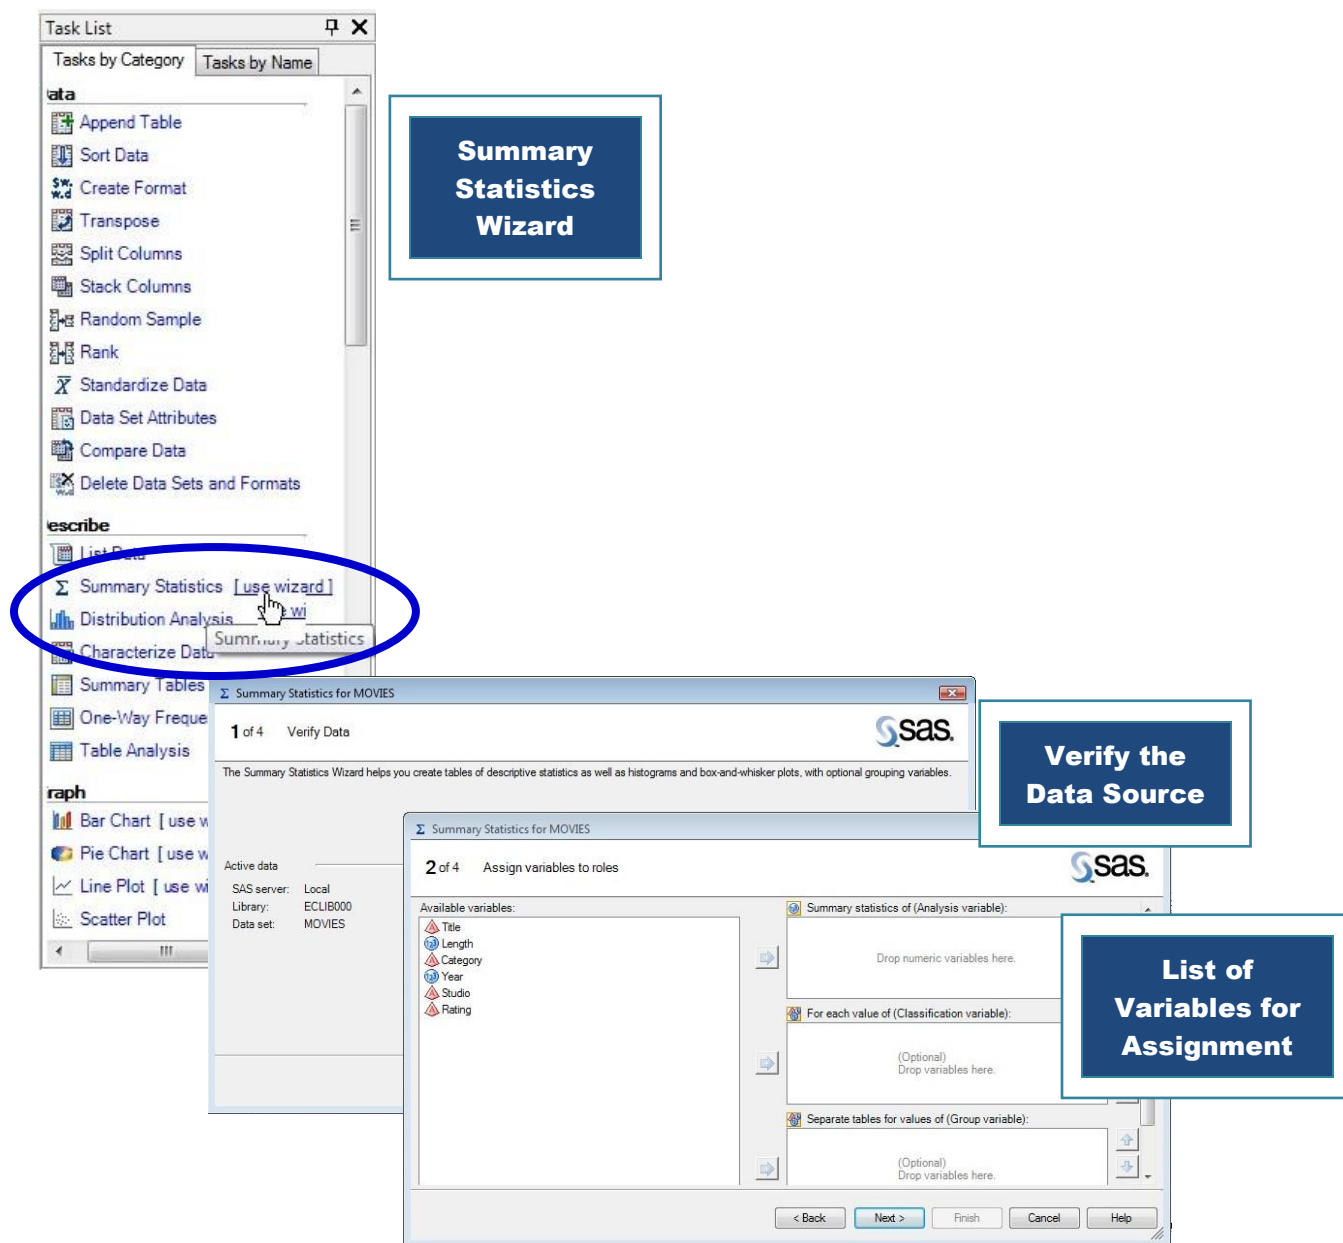 Task List
Tasks by Category
Tasks by Name
ata
Append Table
Sort Data
Create Format
Transpose
Split Columns
Stack Columns
Random Sample
Rank
Standardize Data
Data Set Attributes
Compare Data
Delete Data Sets and Formats
escribe
List Data
Summary Statistics [ use wizard ]
Distribution Analysis
wi
Summary Statistics
Characterize Data
Summary Tables
One-Way Freque
Table Analysis
raph
Bar Chart [ use w
Pie Chart [ use w
Line Plot [ use wi
Scatter Plot
Summary
Statistics
Wizard
Summary Statistics for MOVIES
1 of 4 Verify Data
sas.
The Summary Statistics Wizard helps you create tables of descriptive statistics as well as histograms and box-and-whisker plots, with optional grouping variables.
Active data
SAS server: Local
Library: ECLIB000
Data set: MOVIES
Verify the
Data Source
Summary Statistics for MOVIES
2 of 4 Assign variables to roles
sas.
Available variables:
Title
Length
Category
Year
Studio
Rating
Summary statistics of (Analysis variable):
Drop numeric variables here.
For each value of (Classification variable):
(Optional)
Drop variables here.
Separate tables for values of (Group variable):
(Optional)
Drop variables here.
< Back
Next >
Finish
Cancel
Help
List of
Variables for
Assignment